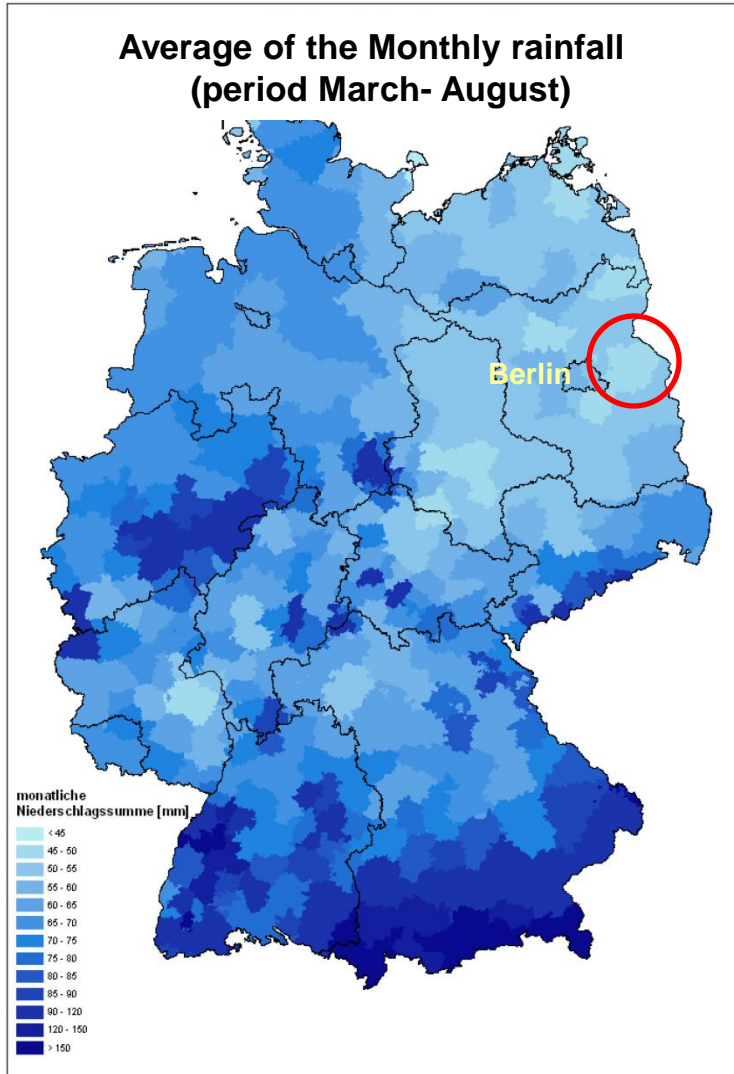 Average of the Monthly rainfall
(period March- August)
Berlin
monatliche
Niederschlagssumme [mm]
< 45
45 - 50
50 - 55
55 - 60
60 - 65
65 - 70
70 - 75
75 - 80
80 - 85
85 - 90
90 - 120
120 - 150
> 150